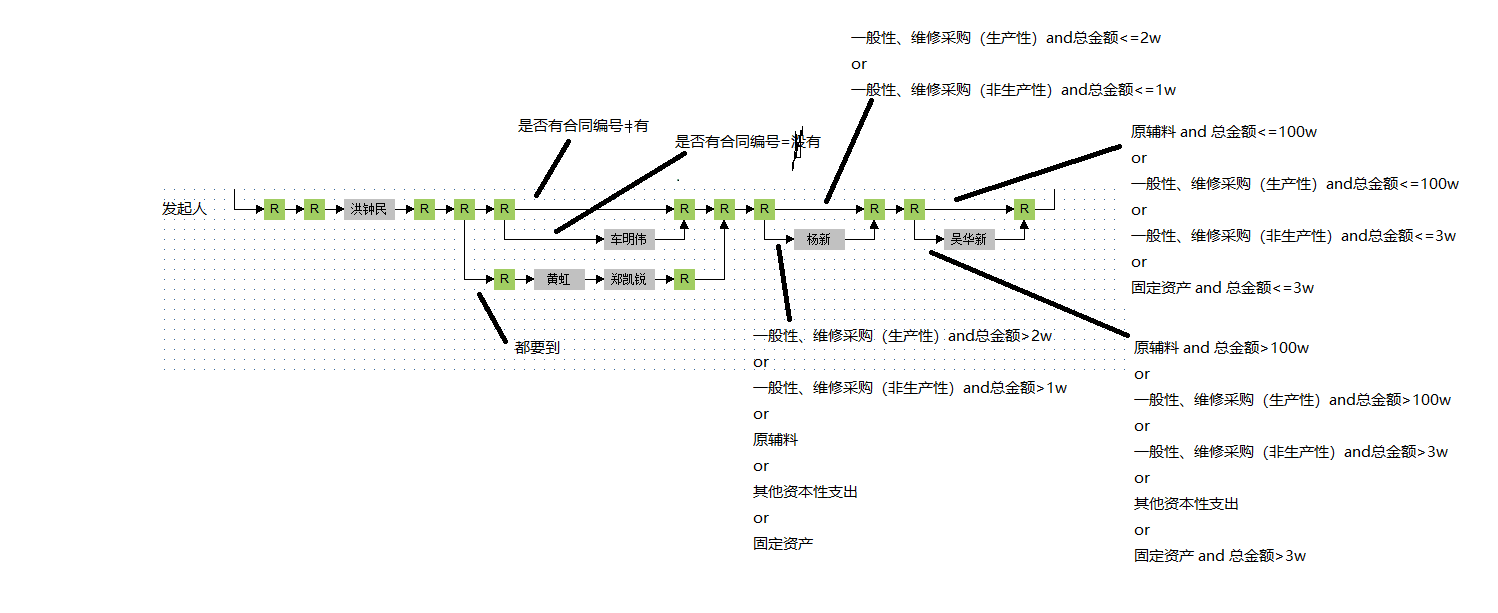 一般性、维修采购（生产性）and总金额<=2w
or
一般性、维修采购（非生产性）and总金额<=1w
是否有合同编号=有
是否有合同编号=没有
原辅料 and 总金额<=100w
or
一般性、维修采购（生产性）and总金额<=100w
or
一般性、维修采购（非生产性）and总金额<=3w
or
固定资产 and 总金额<=3w
发起人 R R 洪钟民 R R R R R R R R R
车明伟 杨新 吴华新
R 黄虹 郑凯锐 R
都要到
一般性、维修采购（生产性）and总金额>2w
or
一般性、维修采购（非生产性）and总金额>1w
or
原辅料
or
其他资本性支出
or
固定资产
原辅料 and 总金额>100w
or
一般性、维修采购（生产性）and总金额>100w
or
一般性、维修采购（非生产性）and总金额>3w
or
其他资本性支出
or
固定资产 and 总金额>3w